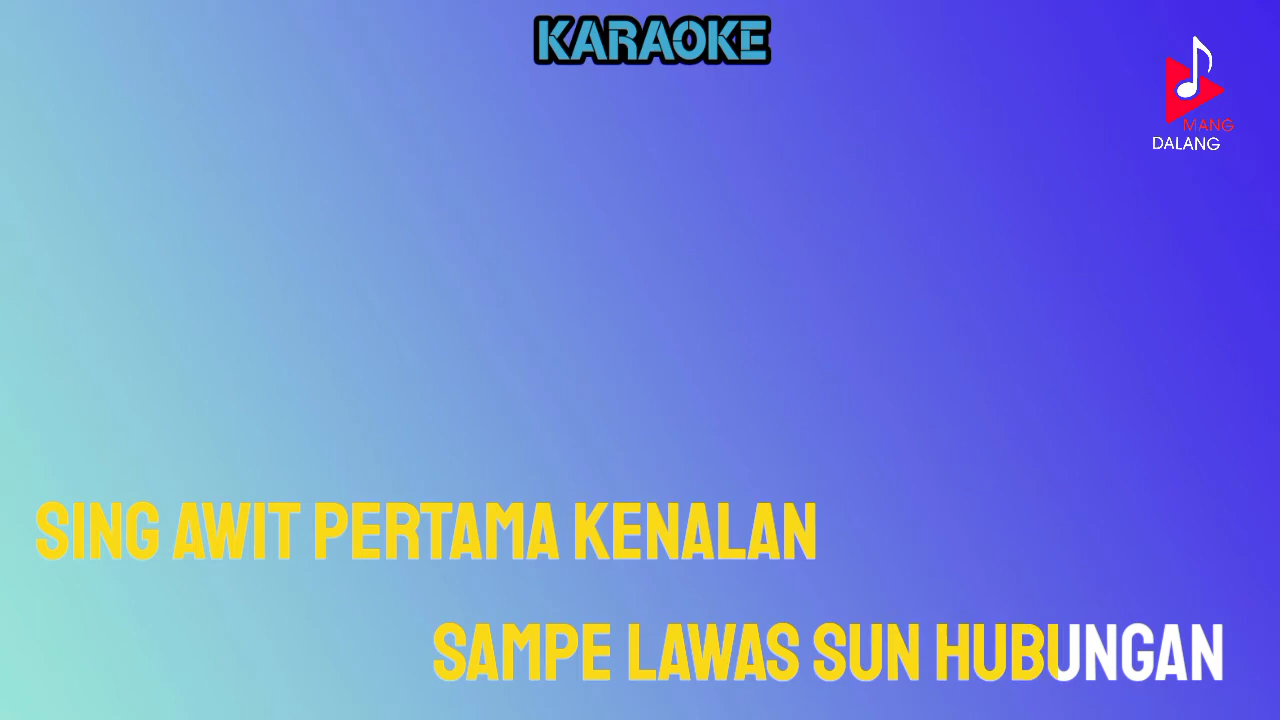 KARAOKE
MANG
DALANG
SING AWIT PERTAMA KENALAN
SAMPE LAWAS SUN HUBUNGAN